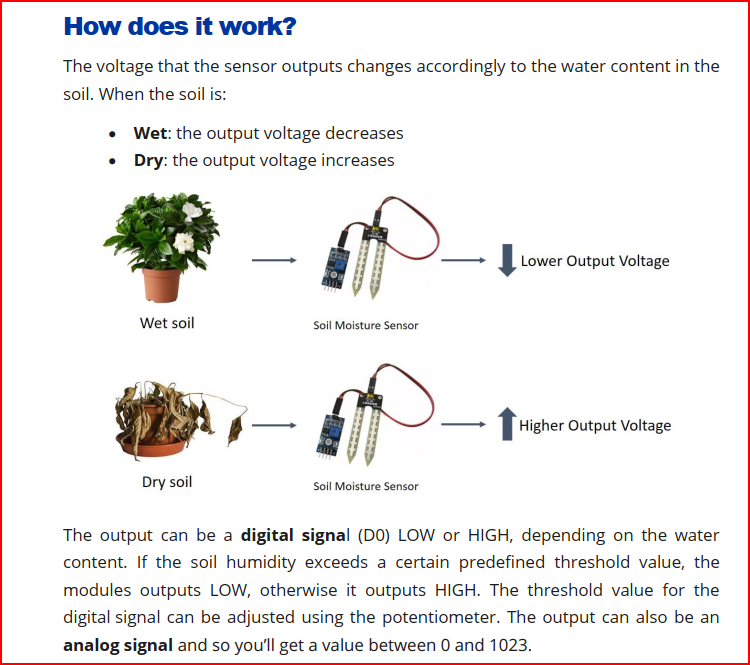 How does it work?
The voltage that the sensor outputs changes accordingly to the water content in the
soil. When the soil is:
• Wet: the output voltage decreases
• Dry: the output voltage increases
Lower Output Voltage
Wet soil
Soil Moisture Sensor
Higher Output Voltage
Dry soil
Soil Moisture Sensor
The output can be a digital signal (D0) LOW or HIGH, depending on the water
content. If the soil humidity exceeds a certain predefined threshold value, the
modules outputs LOW, otherwise it outputs HIGH. The threshold value for the
digital signal can be adjusted using the potentiometer. The output can also be an
analog signal and so you’ll get a value between 0 and 1023.